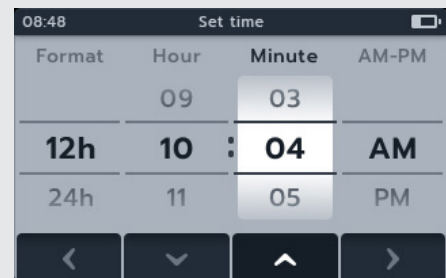 08:48 Set time
Format Hour Minute AM-PM
09 03
12h 10 : 04 AM
24h 11 05 PM